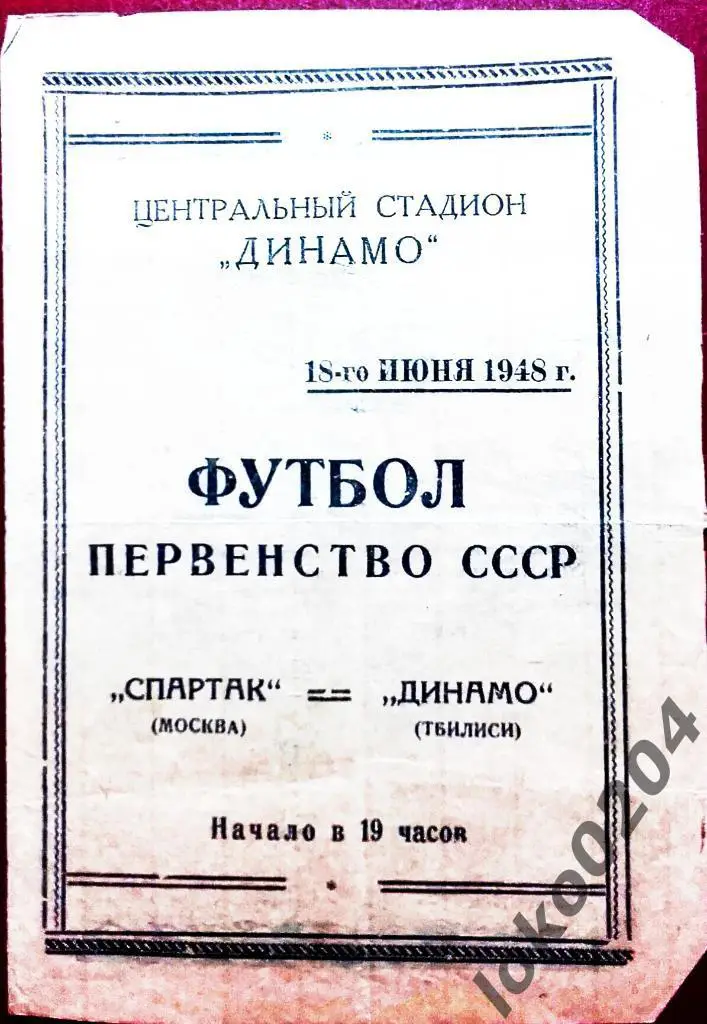 ЦЕНТРАЛЬНЫЙ СТАДИОН
„ДИНАМО“
18-го ИЮНЯ 1948 г.
ФУТБОЛ
ПЕРВЕНСТВО СССР
„СПАРТАК“ == „ДИНАМО“
(МОСКВА) (ТБИЛИСИ)
Начало в 19 часов
loko0204